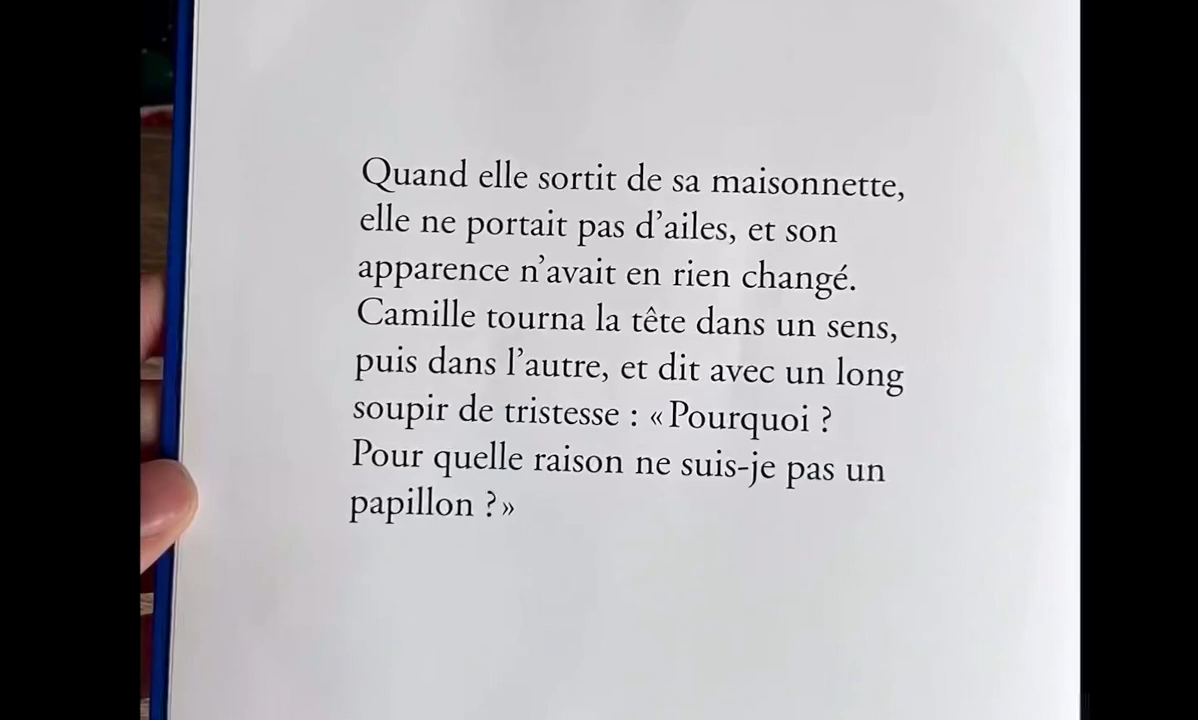 Quand elle sortit de sa maisonnette,
elle ne portait pas d'ailes, et son
apparence n'avait en rien changé.
Camille tourna la tête dans un sens,
puis dans l'autre, et dit avec un long
soupir de tristesse : «Pourquoi ?
Pour quelle raison ne suis-je pas un
papillon ?»